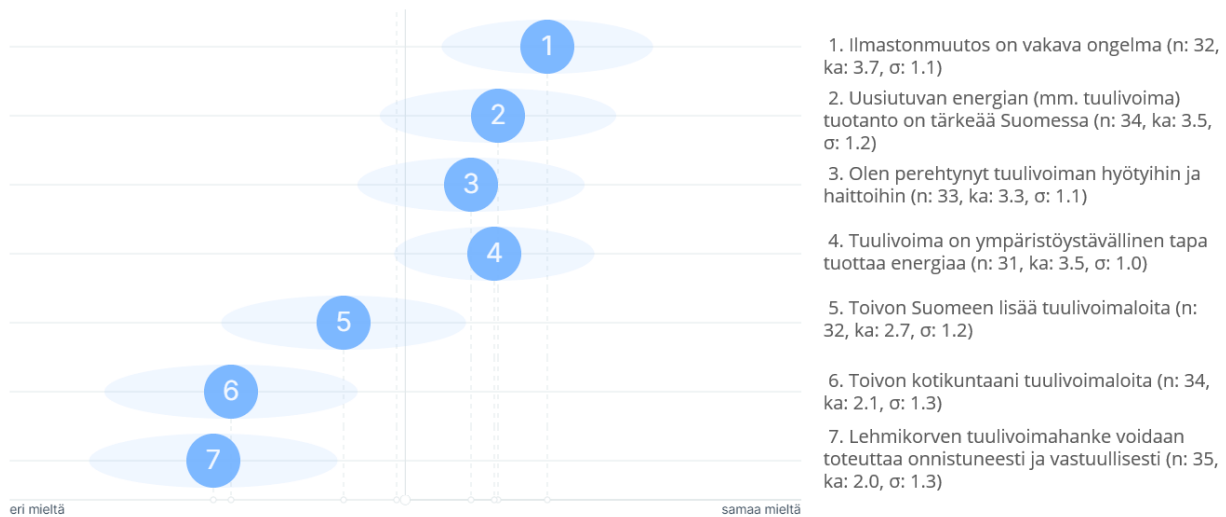 1
2
3
4
5
6
7
eri mieltä
samaa mieltä
1. Ilmastonmuutos on vakava ongelma (n: 32,
ka: 3.7, σ: 1.1)
2. Uusiutuvan energian (mm. tuulivoima)
tuotanto on tärkeää Suomessa (n: 34, ka: 3.5,
σ: 1.2)
3. Olen perehtynyt tuulivoiman hyötyihin ja
haittoihin (n: 33, ka: 3.3, σ: 1.1)
4. Tuulivoima on ympäristöystävällinen tapa
tuottaa energiaa (n: 31, ka: 3.5, σ: 1.0)
5. Toivon Suomeen lisää tuulivoimaloita (n:
32, ka: 2.7, σ: 1.2)
6. Toivon kotikuntaani tuulivoimaloita (n: 34,
ka: 2.1, σ: 1.3)
7. Lehmikorven tuulivoimahanke voidaan
toteuttaa onnistuneesti ja vastuullisesti (n: 35,
ka: 2.0, σ: 1.3)